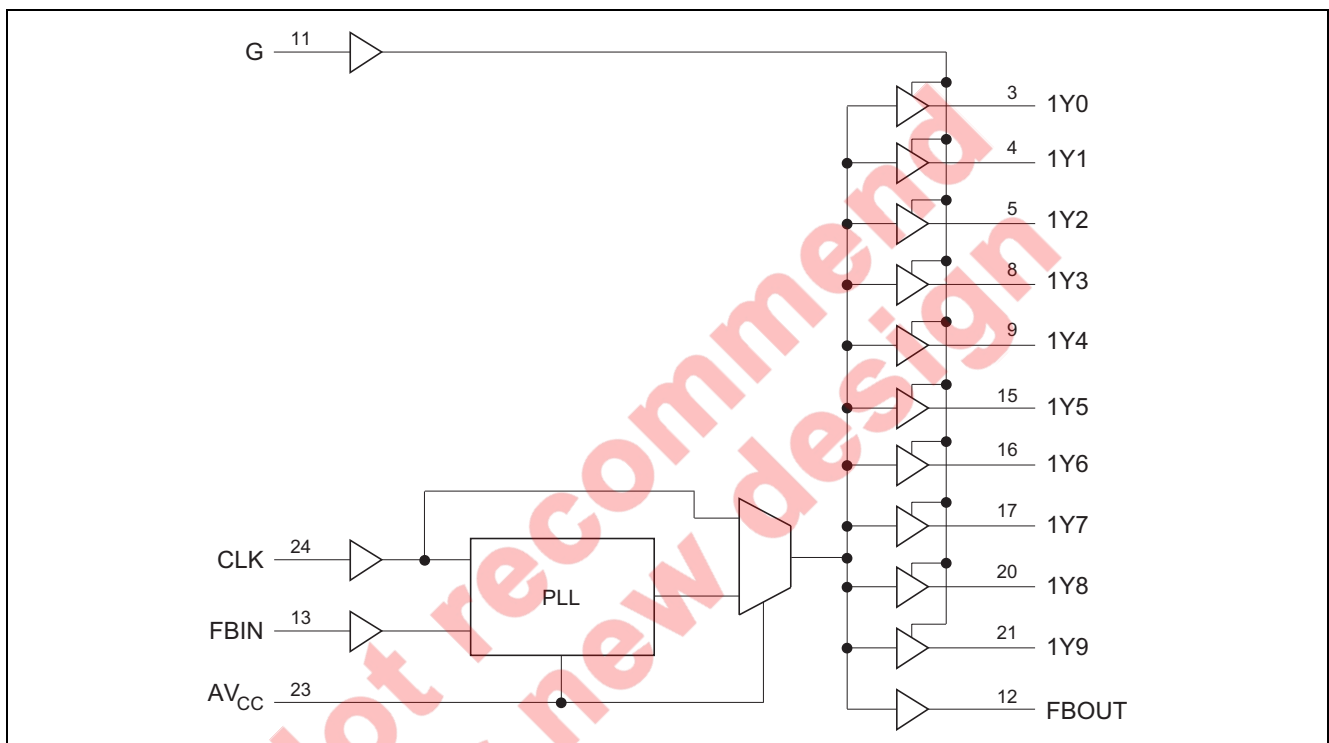 G 11
3 1Y0
4 1Y1
5 1Y2
8 1Y3
9 1Y4
15 1Y5
16 1Y6
17 1Y7
20 1Y8
21 1Y9
12 FBOUT
CLK 24
FBIN 13
AVCC 23
PLL
recommend
new design